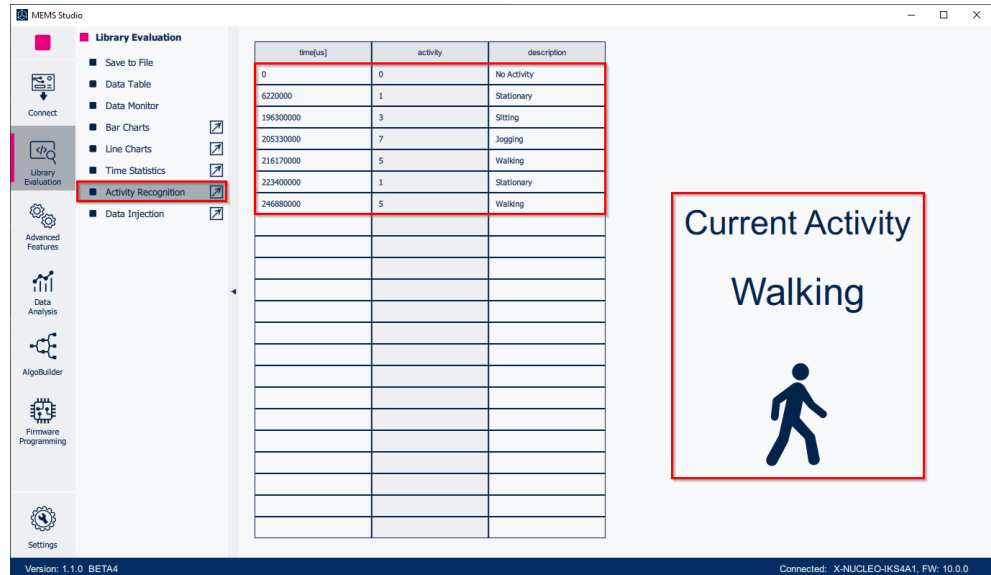 MEMS Studio
Connect
Library
Evaluation
Advanced
Features
Data
Analysis
AlgoBuilder
Firmware
Programming
Settings
Library Evaluation
Save to File
Data Table
Data Monitor
Bar Charts
Line Charts
Time Statistics
Activity Recognition
Data Injection
time[us] activity description
0 0 No Activity
6220000 1 Stationary
196300000 3 Sitting
205330000 7 Jogging
216170000 5 Walking
223400000 1 Stationary
246880000 5 Walking
Current Activity
Walking
Version: 1.1.0 BETA4
Connected: X-NUCLEO-IKS4A1, FW: 10.0.0